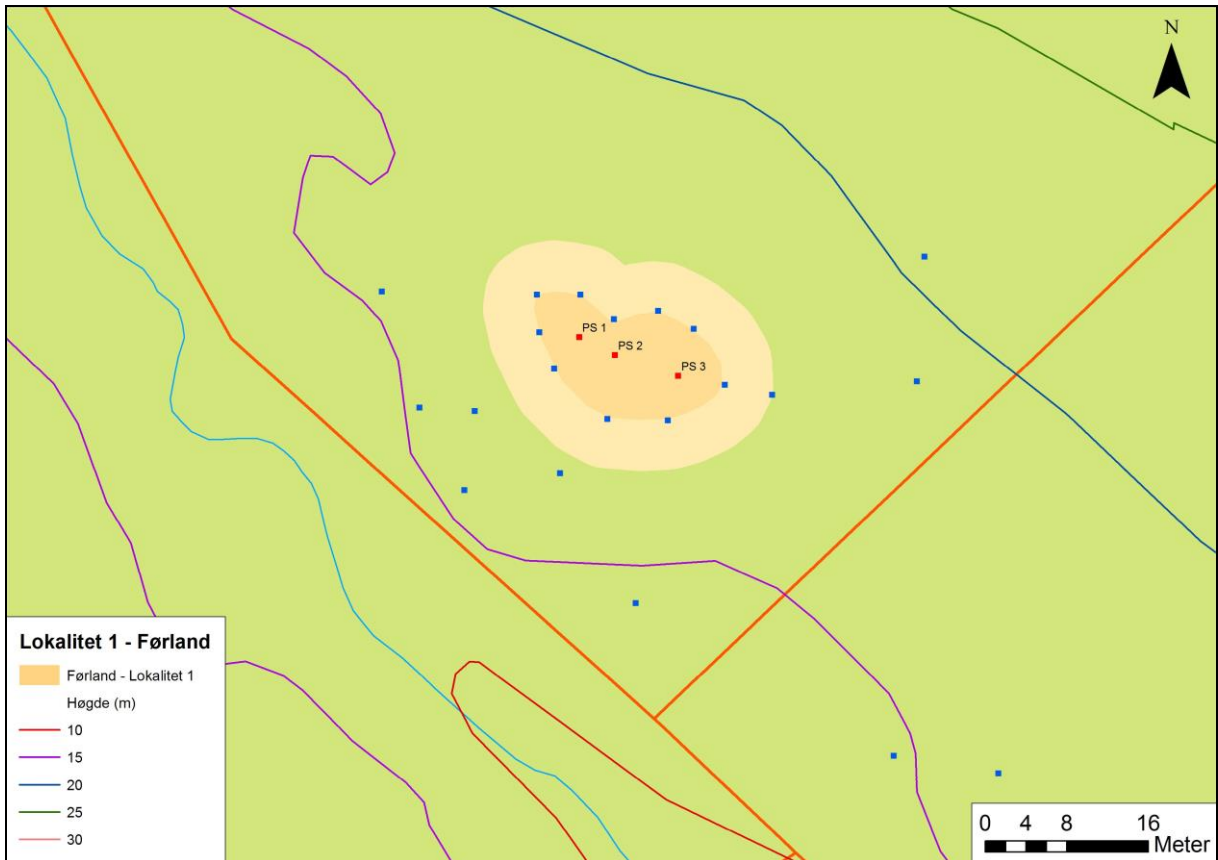 N
PS 1
PS 2
PS 3
Lokalitet 1 - Førland
Førland - Lokalitet 1
Høgde (m)
10
15
20
25
30
0 4 8 16
Meter